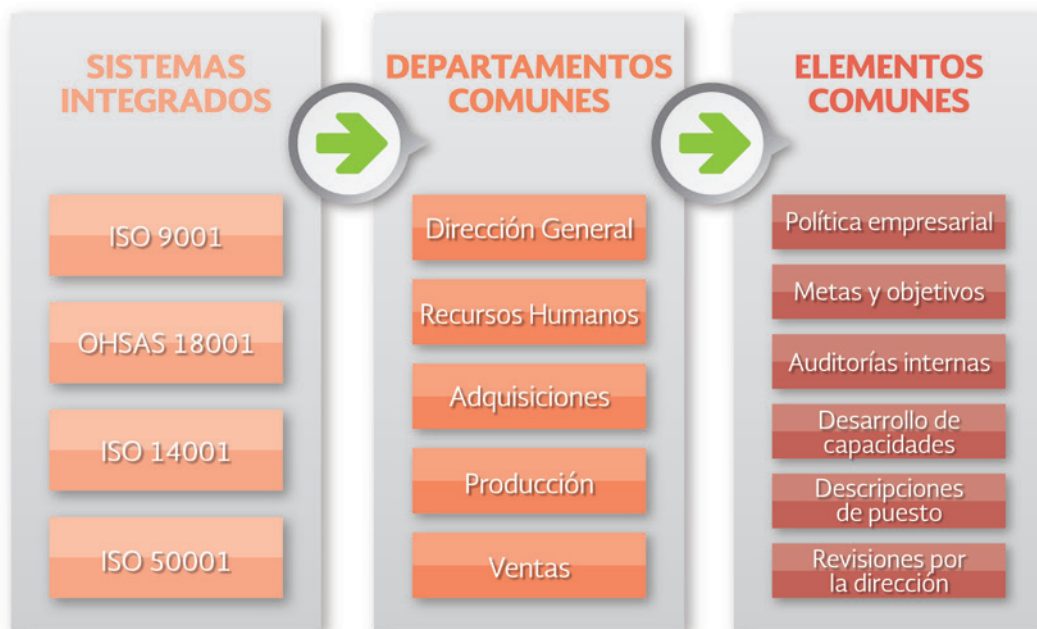 SISTEMAS
INTEGRADOS
ISO 9001
OHSAS 18001
ISO 14001
ISO 50001
DEPARTAMENTOS
COMUNES
Dirección General
Recursos Humanos
Adquisiciones
Producción
Ventas
ELEMENTOS
COMUNES
Política empresarial
Metas y objetivos
Auditorías internas
Desarrollo de
capacidades
Descripciones
de puesto
Revisiones por
la dirección